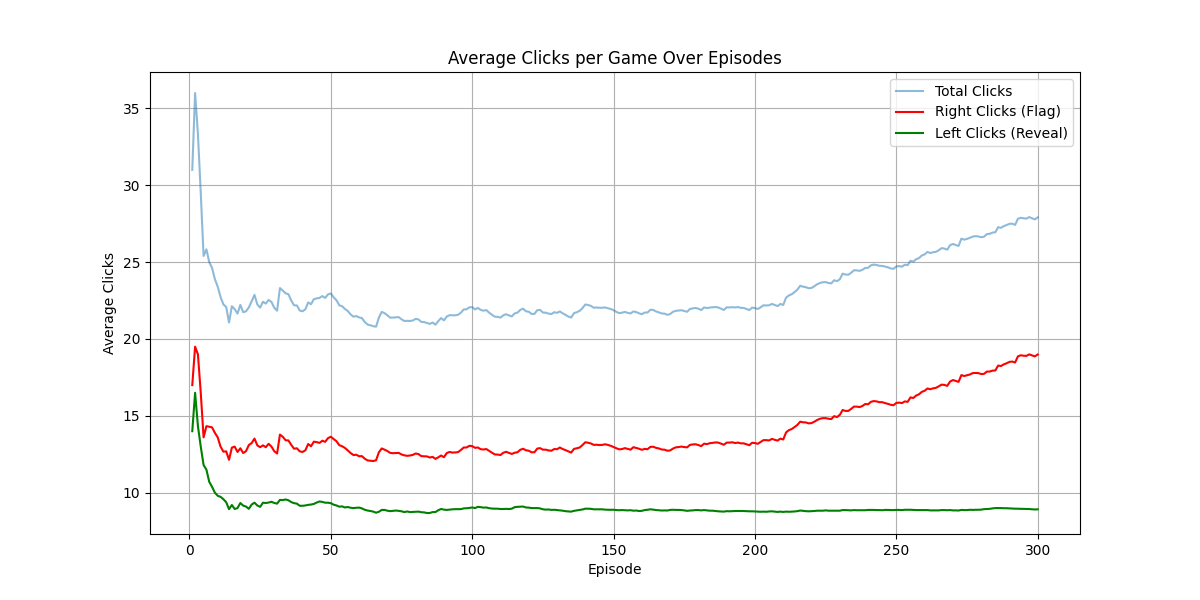 Average Clicks per Game Over Episodes
Total Clicks
Right Clicks (Flag)
Left Clicks (Reveal)
Average Clicks
35
30
25
20
15
10
0
50
100
150
200
250
300
Episode